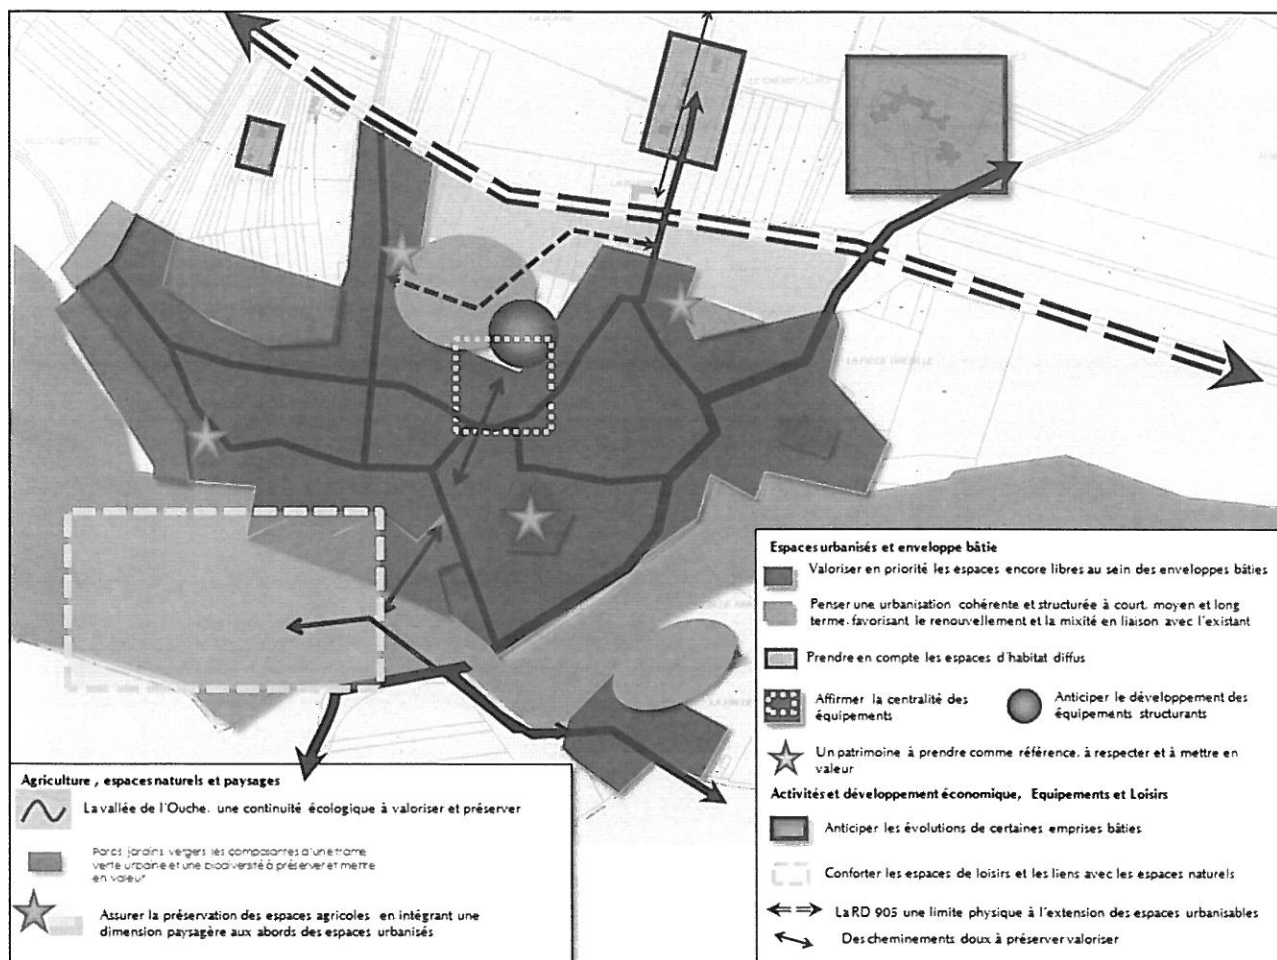 Espaces urbanisés et enveloppe bâtie
Valoriser en priorité les espaces encore libres au sein des enveloppes bâties
Penser une urbanisation cohérente et structurée à court, moyen et long
terme, favorisant le renouvellement et la mixité en liaison avec l'existant
Prendre en compte les espaces d'habitat diffus
Affirmer la centralité des
équipements
Anticiper le développement des
équipements structurants
Un patrimoine à prendre comme référence, à respecter et à mettre en
valeur
Activités et développement économique, Equipements et Loisirs
Anticiper les évolutions de certaines emprises bâties
Conforter les espaces de loisirs et les liens avec les espaces naturels
La RD 905 une limite physique à l'extension des espaces urbanisables
Des cheminements doux à préserver valoriser
Agriculture , espaces naturels et paysages
La vallée de l'Ouche, une continuité écologique à valoriser et préserver
Parcs, jardins, vergers les composantes d'une trame
verte urbaine et une biodiversité à préserver et mettre
en valeur
Assurer la préservation des espaces agricoles en intégrant une
dimension paysagère aux abords des espaces urbanisés